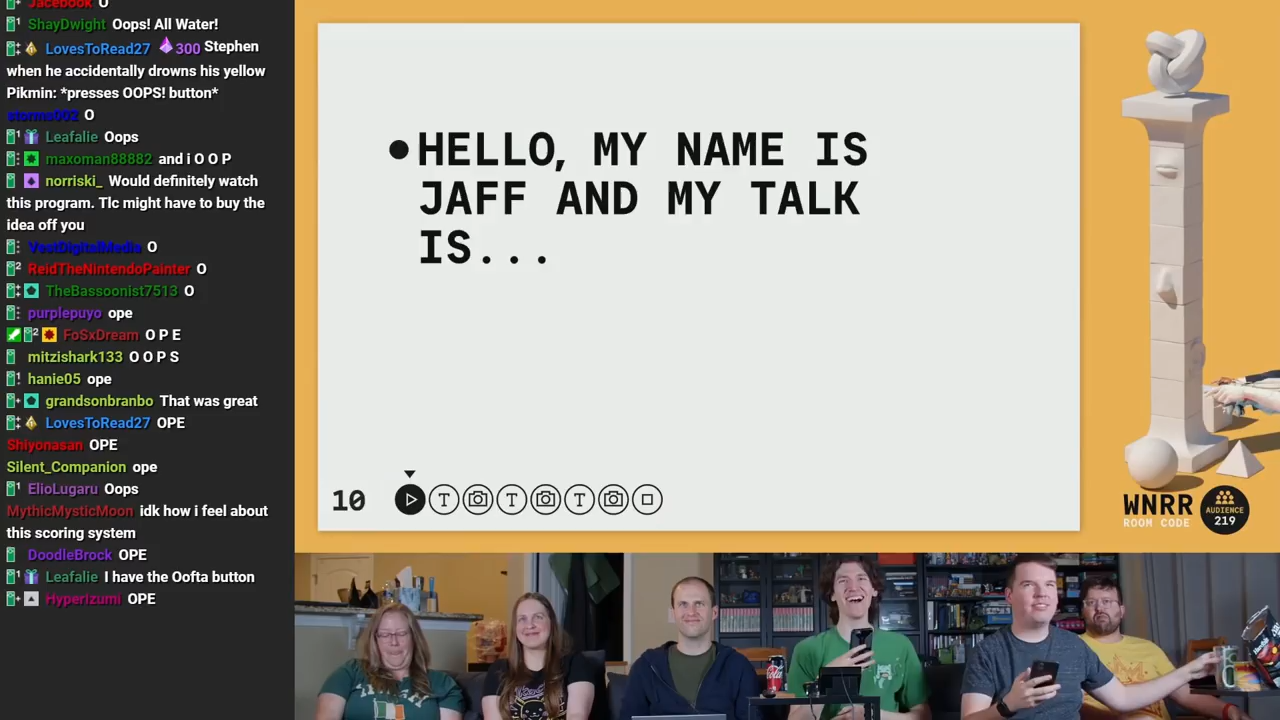 Jacebook O
ShayDwight Oops! All Water!
LovesToRead27 300 Stephen
when he accidentally drowns his yellow
Pikmin: *presses OOPS! button*
storms002 O
Leafalie Oops
maxoman88882 and i O O P
norriski_ Would definitely watch
this program. Tlc might have to buy the
idea off you
VestDigitalMedia O
ReidTheNintendoPainter O
TheBassoonist7513 O
purplepuyo ope
FoSxDream O P E
mitzishark133 O O P S
hanie05 ope
grandsonbranbo That was great
LovesToRead27 OPE
Shiyonasan OPE
Silent_Companion ope
ElioLugaru Oops
MythicMysticMoon idk how i feel about
this scoring system
DoodleBrock OPE
Leafalie I have the Oofta button
HyperIzumi OPE
HELLO, MY NAME IS
JAFF AND MY TALK
IS...
10
T T T
WNRR
ROOM CODE
AUDIENCE
219